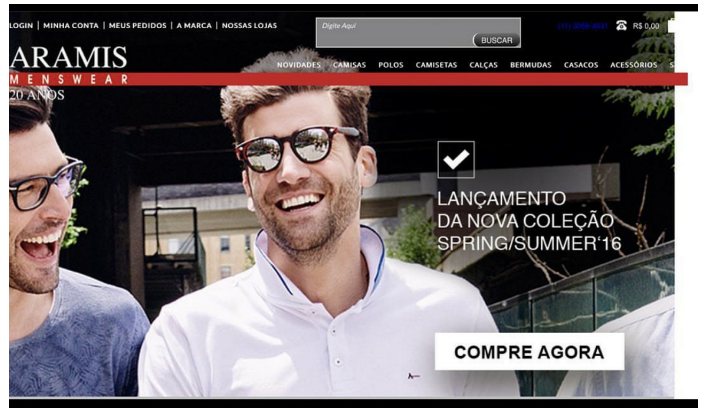 LOGIN | MINHA CONTA | MEUS PEDIDOS | A MARCA | NOSSAS LOJAS
Digite Aqui
BUSCAR
R$ 0,00
ARAMIS
MENSWEAR
20 ANOS
NOVIDADES CAMISAS POLOS CAMISETAS CALÇAS BERMUDAS CASACOS ACESSÓRIOS S
LANÇAMENTO
DA NOVA COLEÇÃO
SPRING/SUMMER'16
COMPRE AGORA